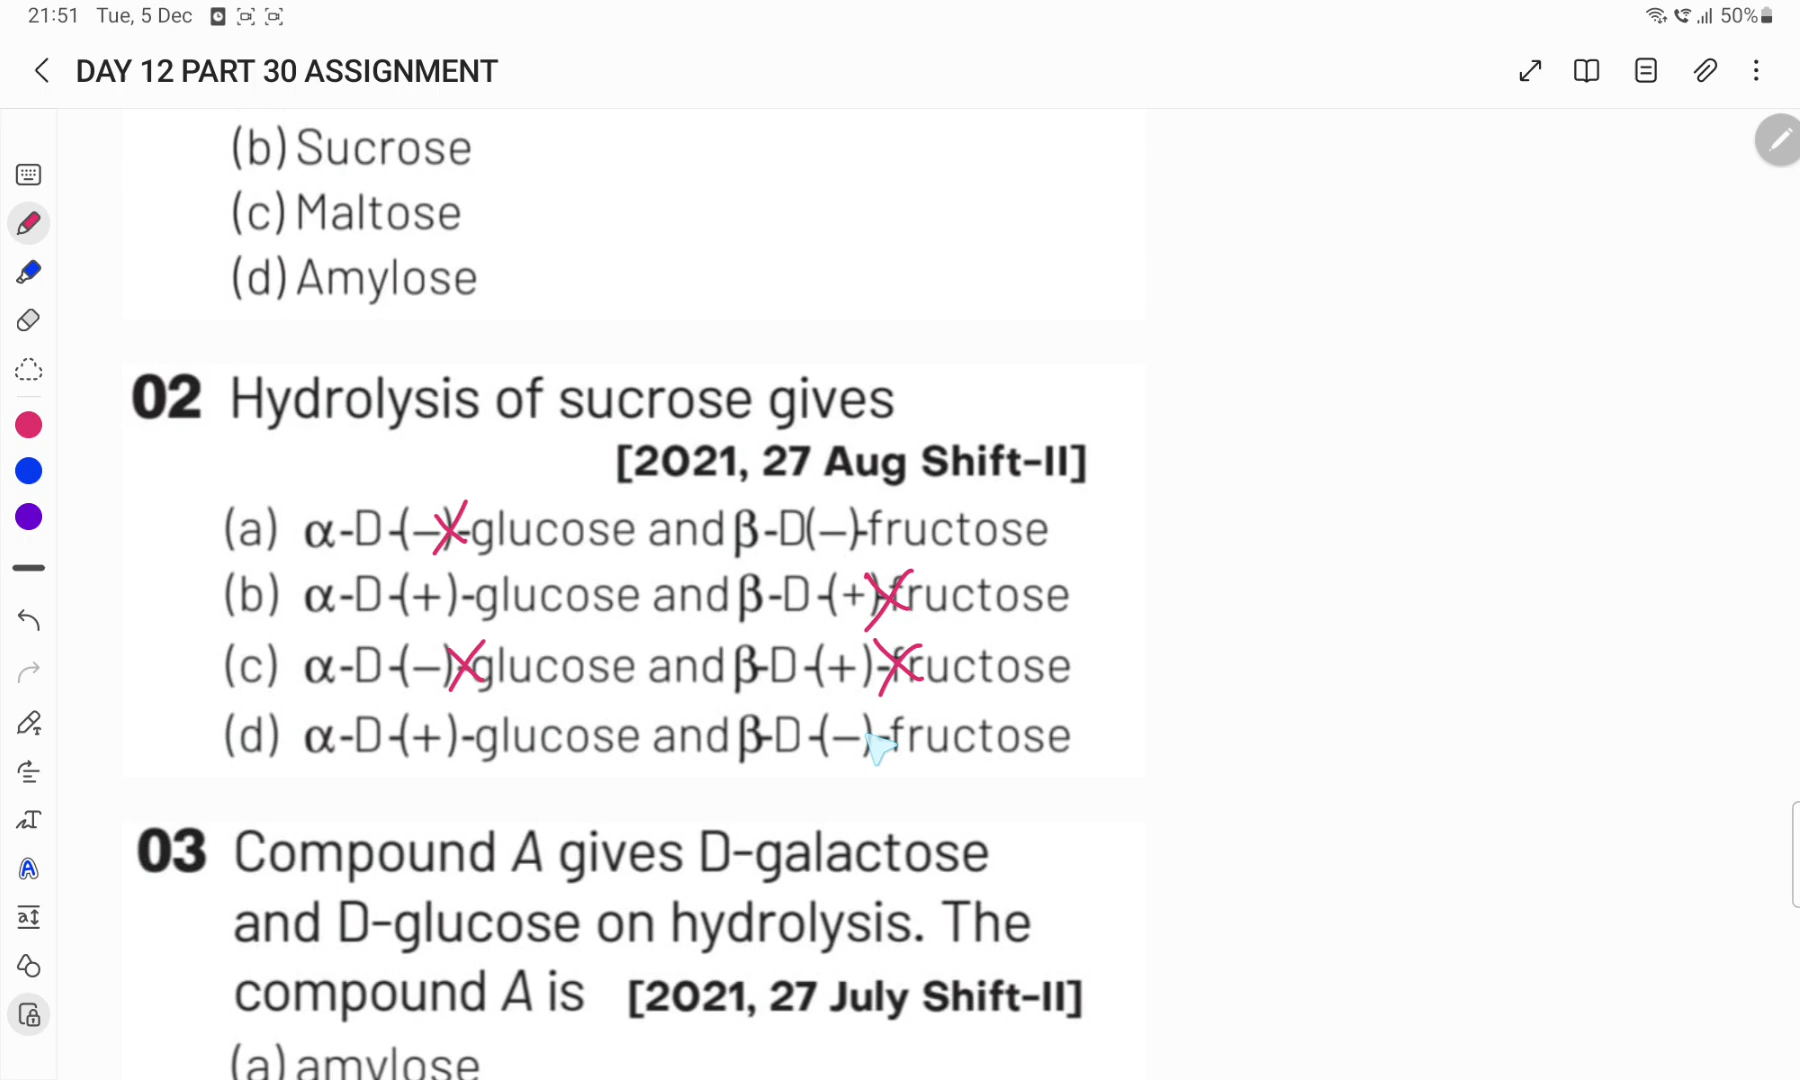 21:51 Tue, 5 Dec 50%
DAY 12 PART 30 ASSIGNMENT
(b) Sucrose
(c) Maltose
(d) Amylose
02 Hydrolysis of sucrose gives
[2021, 27 Aug Shift-II]
(a) α-D-(–)-glucose and β-D(–)-fructose
(b) α-D-(+)-glucose and β-D-(+)-fructose
(c) α-D-(–)-glucose and β-D-(+)-fructose
(d) α-D-(+)-glucose and β-D-(–)-fructose
03 Compound A gives D-galactose
and D-glucose on hydrolysis. The
compound A is [2021, 27 July Shift-II]
(a) amylose